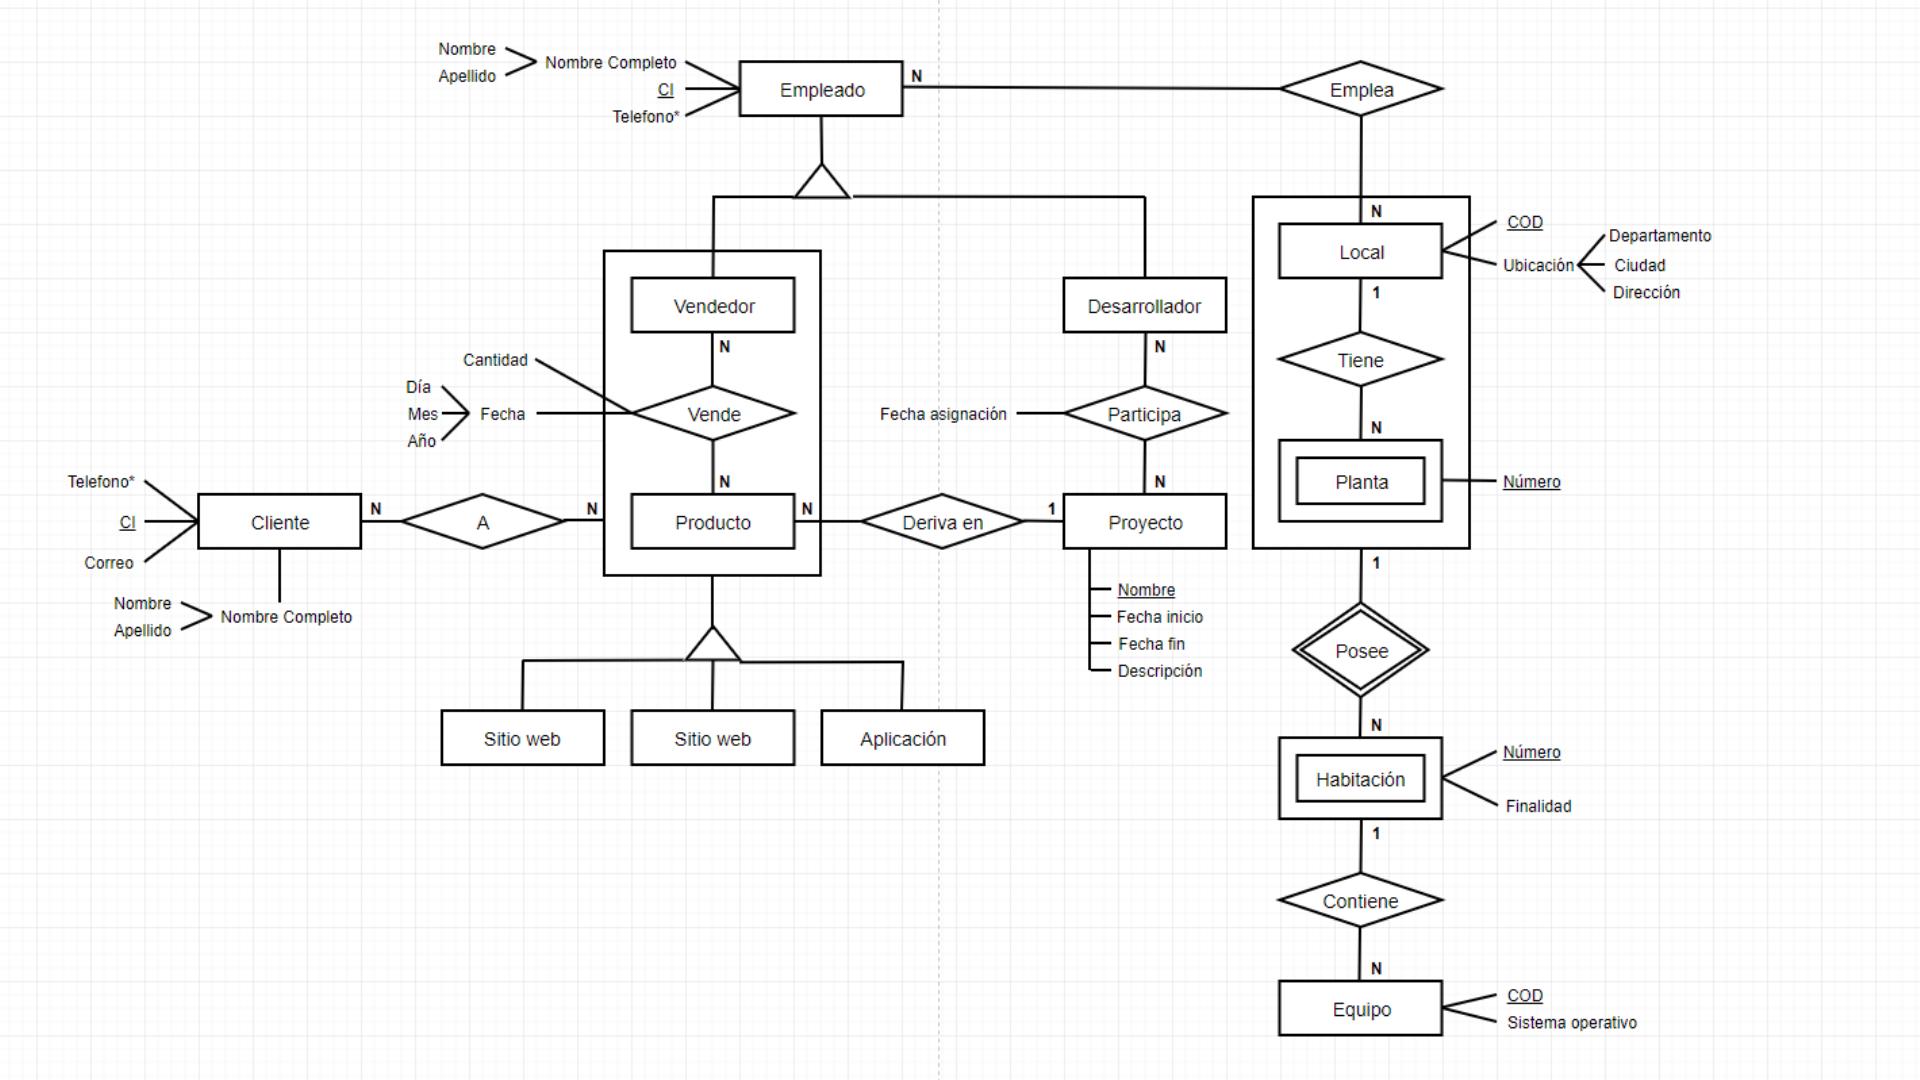 Nombre
Apellido
Nombre Completo
CI
Telefono*
Empleado
N
Emplea
N
Local
COD
Ubicación
Departamento
Ciudad
Dirección
1
Tiene
N
Planta
Número
1
Posee
N
Habitación
Número
Finalidad
1
Contiene
N
Equipo
COD
Sistema operativo
Vendedor
N
Cantidad
Día
Mes
Año
Fecha
Vende
N
Producto
N
Deriva en
1
Desarrollador
N
Fecha asignación
Participa
N
Proyecto
Nombre
Fecha inicio
Fecha fin
Descripción
Telefono*
CI
Correo
Cliente
N
A
N
Nombre
Apellido
Nombre Completo
Sitio web
Sitio web
Aplicación